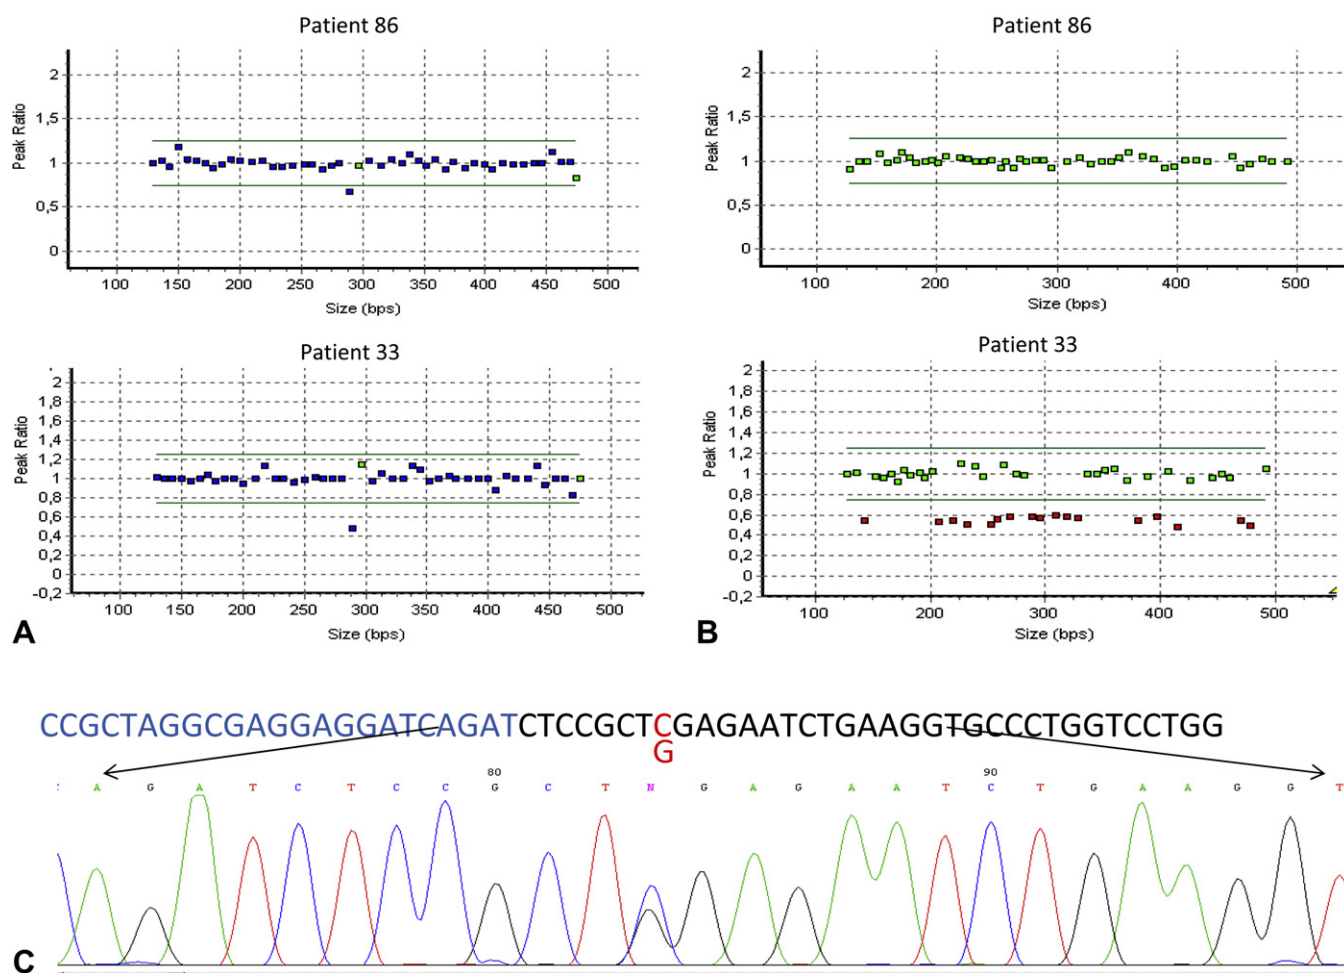 Patient 86
Peak Ratio
2
1,5
1
0,5
0
100 150 200 250 300 350 400 450 500
Size (bps)
Patient 86
Peak Ratio
2
1,5
1
0,5
0
100 200 300 400 500
Size (bps)
Patient 33
Peak Ratio
2
1,8
1,6
1,4
1,2
1
0,8
0,6
0,4
0,2
0
-0,2
100 150 200 250 300 350 400 450 500
Size (bps)
A
Patient 33
Peak Ratio
2
1,8
1,6
1,4
1,2
1
0,8
0,6
0,4
0,2
0
-0,2
100 200 300 400 500
Size (bps)
B
CCGCTAGGCGAGGAGGATCAGATCTCCGCTCGAGAATCTGAAGGTGCCCTGGTCCTGG
G
80 90
A G A T C T C C G C T N G A G A A T C T G A A G G T
C